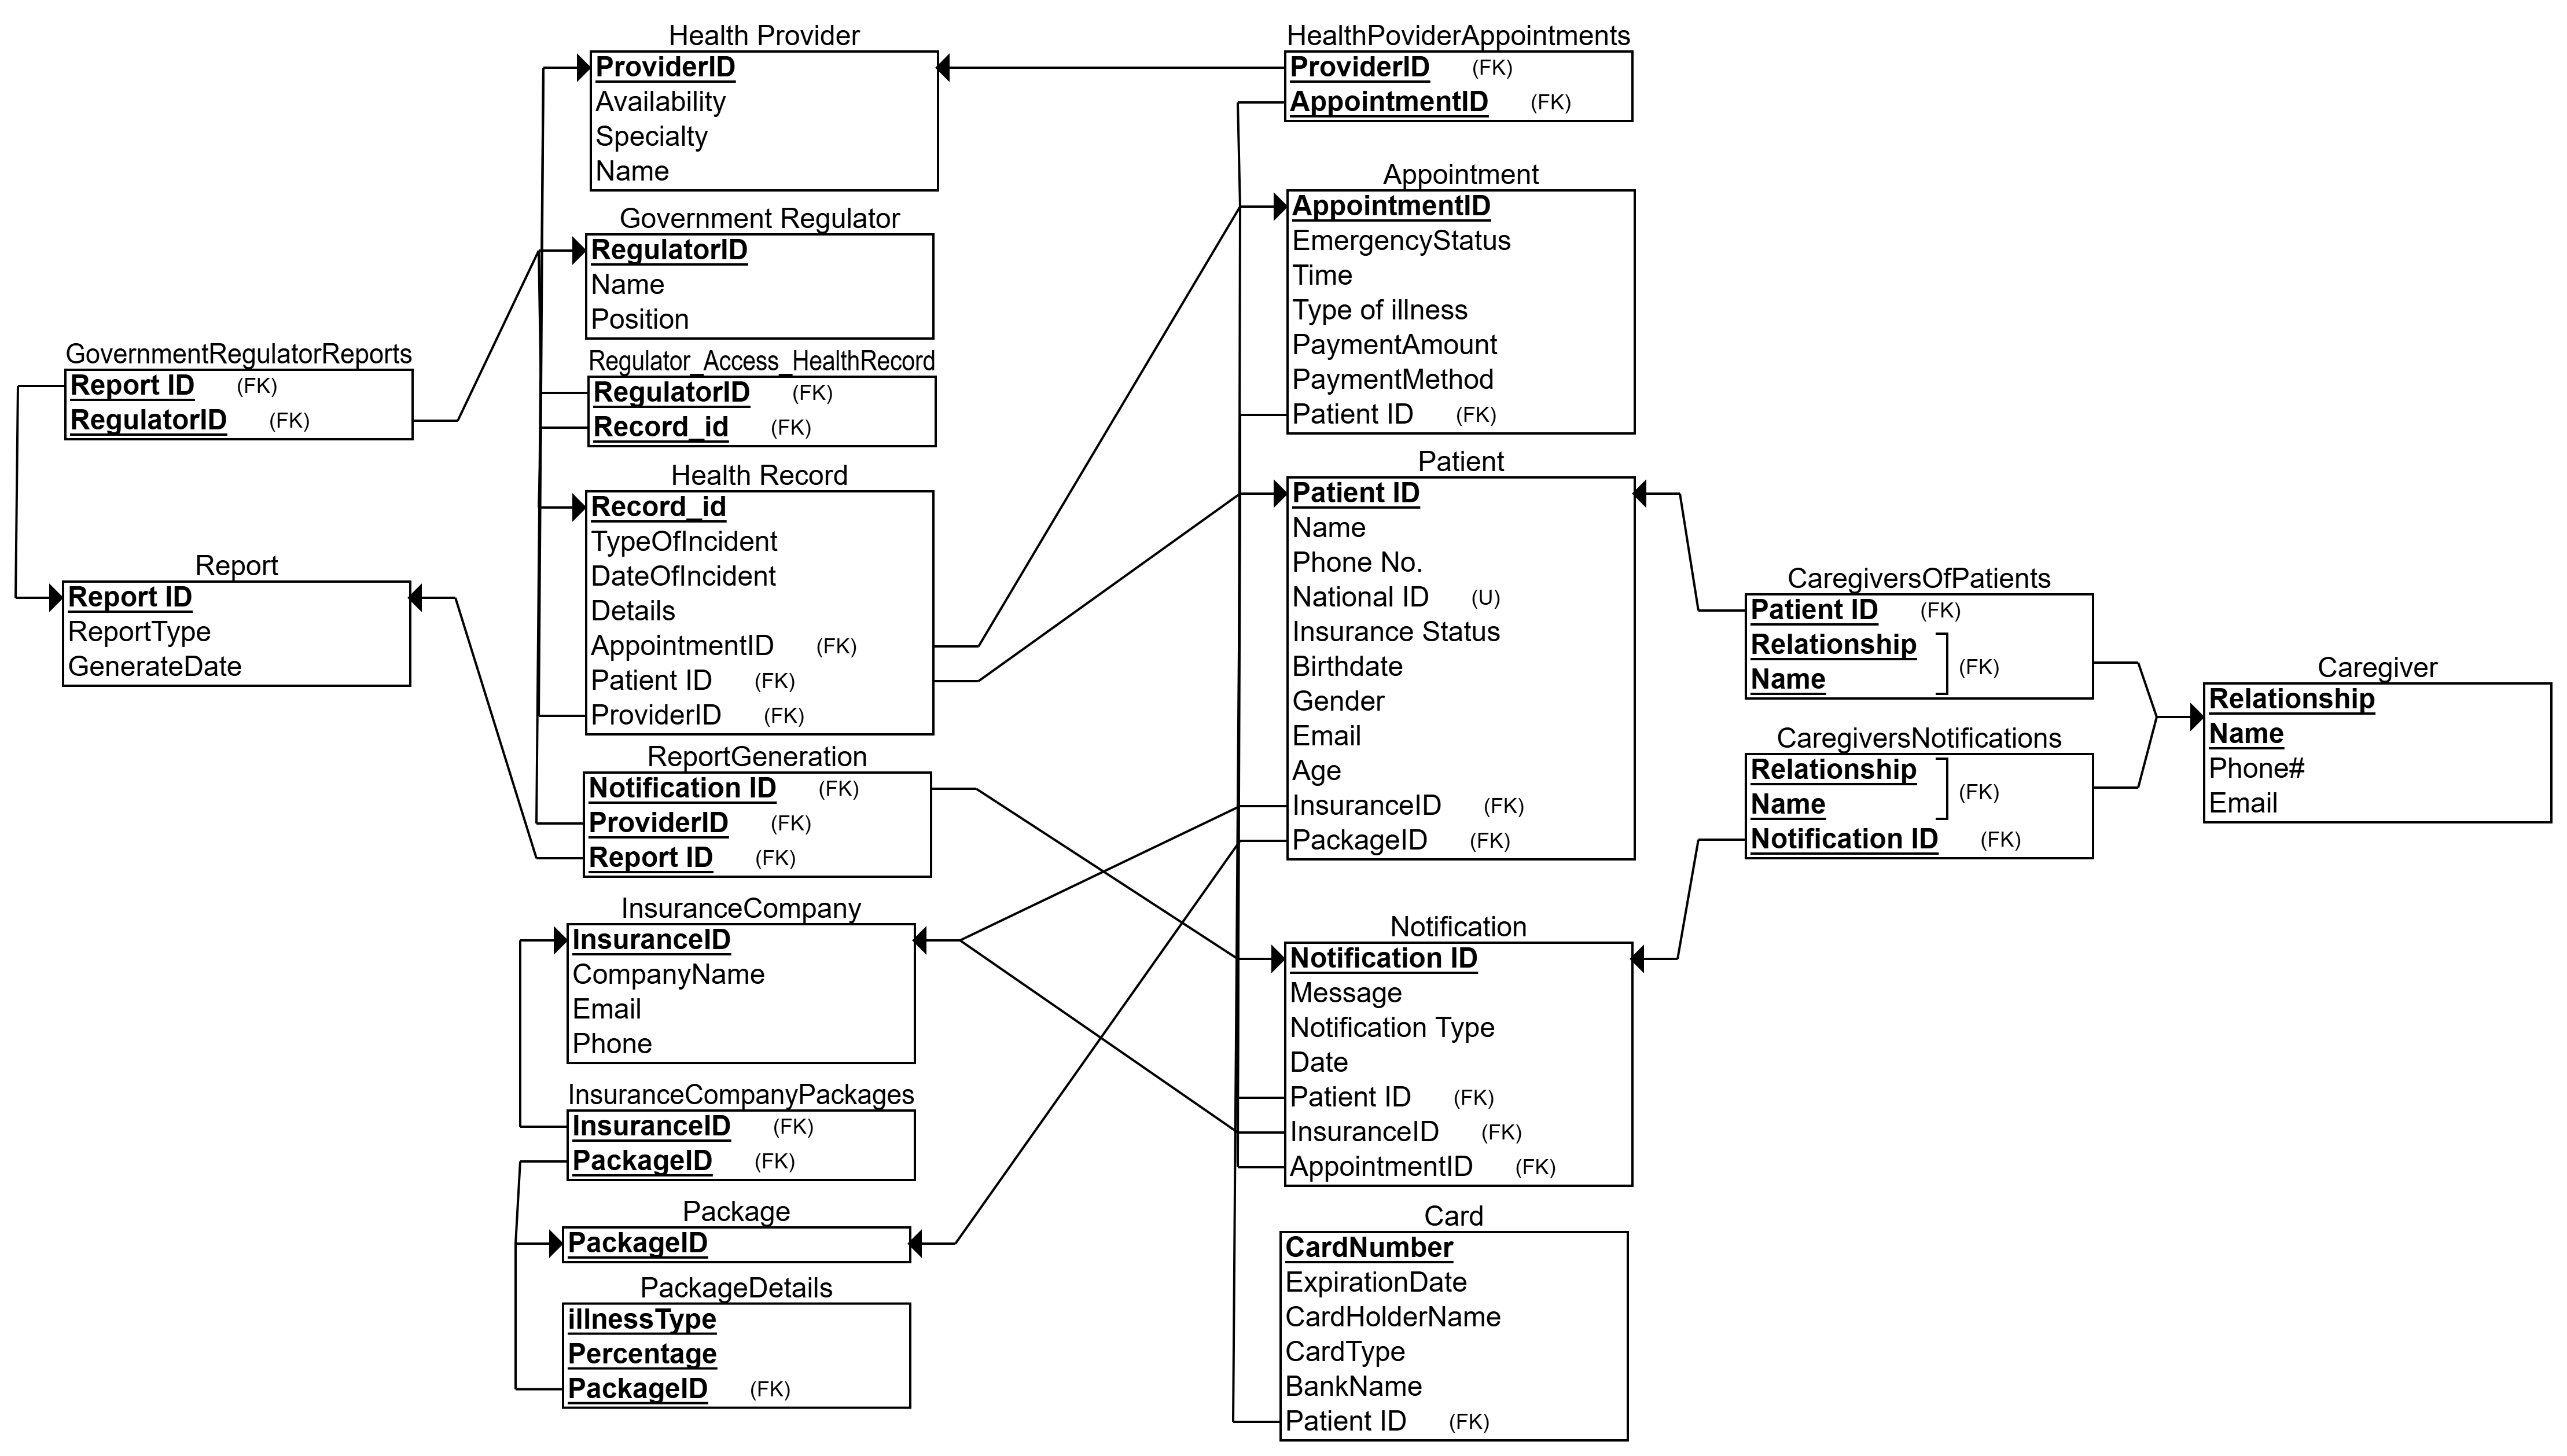 Health Provider
ProviderID
Availability
Specialty
Name
Government Regulator
RegulatorID
Name
Position
GovernmentRegulatorReports
Report ID (FK)
RegulatorID (FK)
Regulator_Access_HealthRecord
RegulatorID (FK)
Record_id (FK)
Health Record
Record_id
TypeOfIncident
DateOfIncident
Details
AppointmentID (FK)
Patient ID (FK)
ProviderID (FK)
Report
Report ID
ReportType
GenerateDate
ReportGeneration
Notification ID (FK)
ProviderID (FK)
Report ID (FK)
InsuranceCompany
InsuranceID
CompanyName
Email
Phone
InsuranceCompanyPackages
InsuranceID (FK)
PackageID (FK)
Package
PackageID
PackageDetails
illnessType
Percentage
PackageID (FK)
HealthPoviderAppointments
ProviderID (FK)
AppointmentID (FK)
Appointment
AppointmentID
EmergencyStatus
Time
Type of illness
PaymentAmount
PaymentMethod
Patient ID (FK)
Patient
Patient ID
Name
Phone No.
National ID (U)
Insurance Status
Birthdate
Gender
Email
Age
InsuranceID (FK)
PackageID (FK)
Notification
Notification ID
Message
Notification Type
Date
Patient ID (FK)
InsuranceID (FK)
AppointmentID (FK)
Card
CardNumber
ExpirationDate
CardHolderName
CardType
BankName
Patient ID (FK)
CaregiversOfPatients
Patient ID (FK)
Relationship
Name
(FK)
CaregiversNotifications
Relationship
Name
(FK)
Notification ID (FK)
Caregiver
Relationship
Name
Phone#
Email